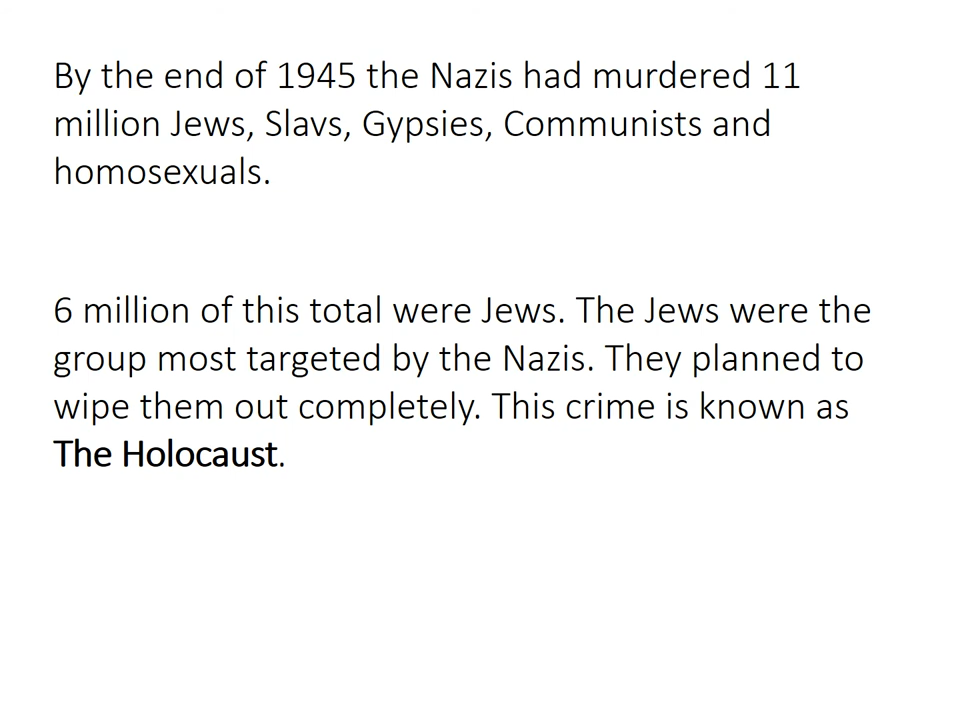 By the end of 1945 the Nazis had murdered 11
million Jews, Slavs, Gypsies, Communists and
homosexuals.
6 million of this total were Jews. The Jews were the
group most targeted by the Nazis. They planned to
wipe them out completely. This crime is known as
The Holocaust.